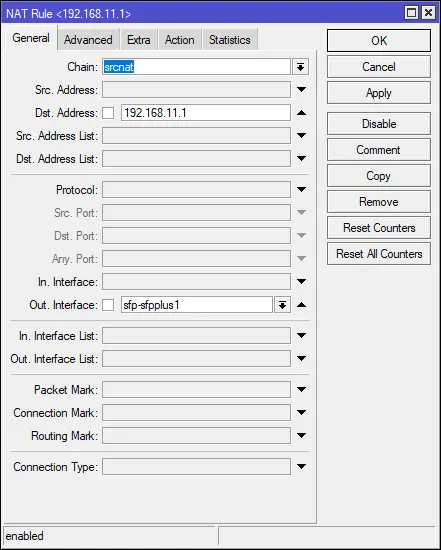 NAT Rule <192.168.11.1>
General Advanced Extra Action Statistics
OK
Chain: srcnat
Cancel
Src. Address:
Apply
Dst. Address: 192.168.11.1
Disable
Src. Address List:
Comment
Dst. Address List:
Copy
Protocol:
Remove
Src. Port:
Reset Counters
Dst. Port:
Reset All Counters
Any. Port:
In. Interface:
Out. Interface: sfp-sfpplus1
In. Interface List:
Out. Interface List:
Packet Mark:
Connection Mark:
Routing Mark:
Connection Type:
enabled